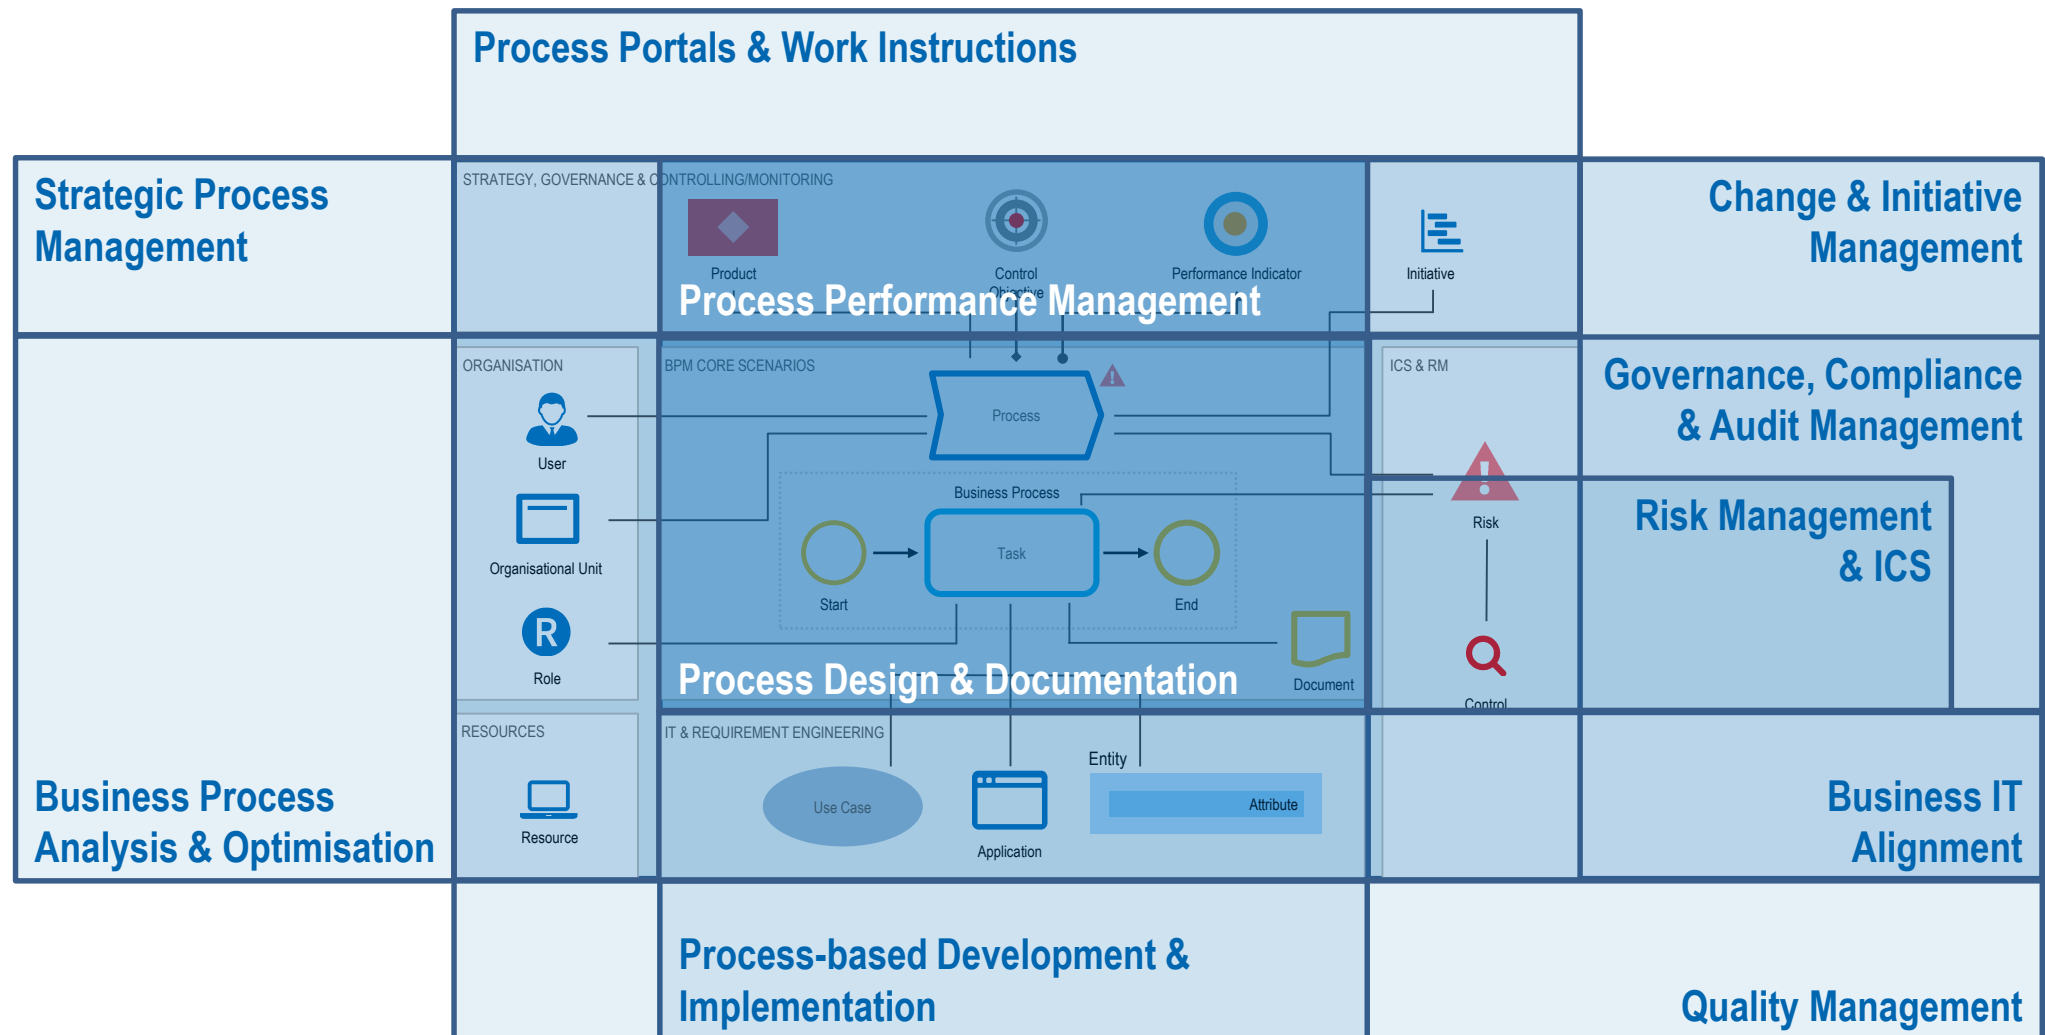 Process Portals & Work Instructions
Strategic Process
Management
STRATEGY, GOVERNANCE & CONTROLLING/MONITORING
Product
Control
Objective
Performance Indicator
Initiative
Process Performance Management
Change & Initiative
Management
ORGANISATION
User
Organisational Unit
Role
BPM CORE SCENARIOS
Process
Business Process
Start
Task
End
Document
Process Design & Documentation
ICS & RM
Risk
Control
Governance, Compliance
& Audit Management
Risk Management
& ICS
Business Process
Analysis & Optimisation
RESOURCES
Resource
IT & REQUIREMENT ENGINEERING
Use Case
Application
Entity
Attribute
Business IT
Alignment
Process-based Development &
Implementation
Quality Management
R